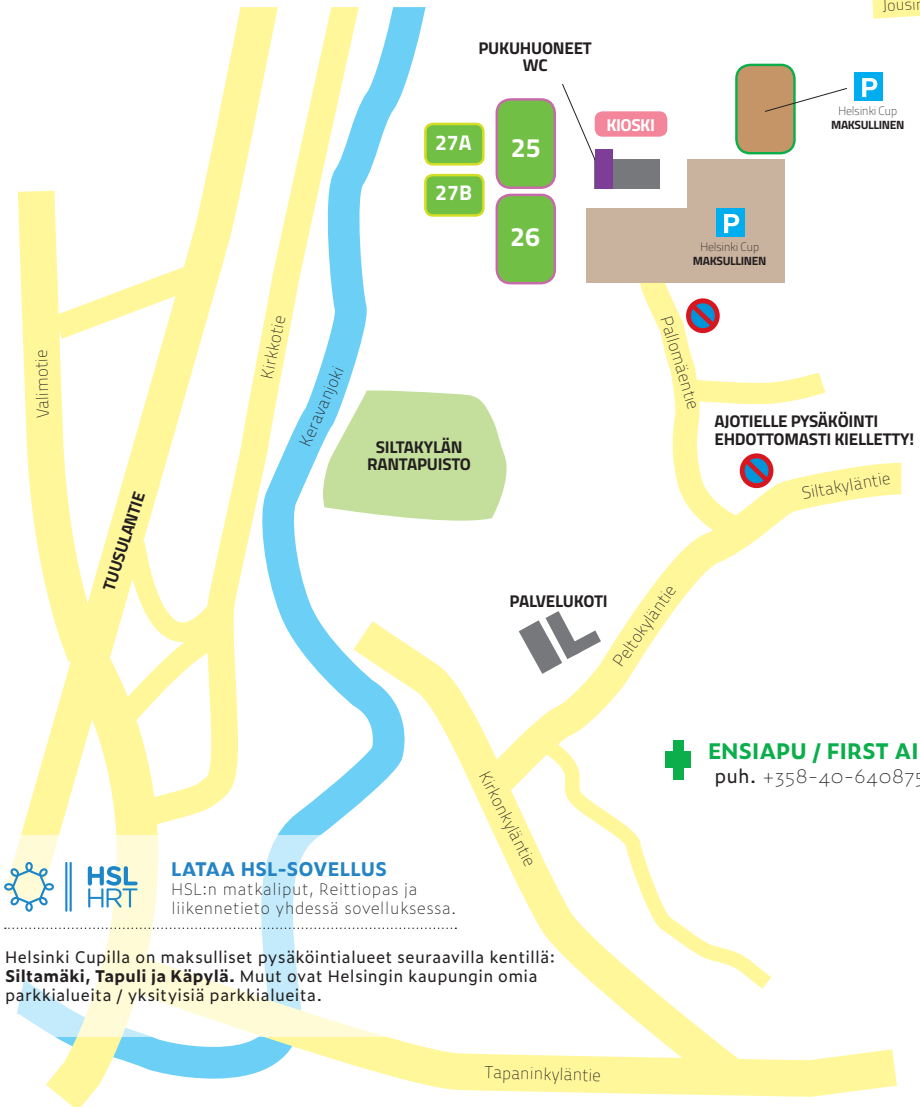 Jousin
PUKUHUONEET
WC
P
Helsinki Cup
MAKSULLINEN
KIOSKI
27A
25
27B
26
P
Helsinki Cup
MAKSULLINEN
Pallomäentie
Kirkkotie
Valimotie
Keravanjoki
SILTAKYLÄN
RANTAPUISTO
AJOTIELLE PYSÄKÖINTI
EHDOTTOMASTI KIELLETTY!
Siltakyläntie
TUUSULANTIE
PALVELUKOTI
Peltokyläntie
ENSIAPU / FIRST AI
puh. +358-40-640875
Kirkonkyläntie
HSL
HRT
LATAA HSL-SOVELLUS
HSL:n matkaliput, Reittiopas ja
liikennetieto yhdessä sovelluksessa.
Helsinki Cupilla on maksulliset pysäköintialueet seuraavilla kentillä:
Siltamäki, Tapuli ja Käpylä. Muut ovat Helsingin kaupungin omia
parkkialueita / yksityisiä parkkialueita.
Tapaninkyläntie